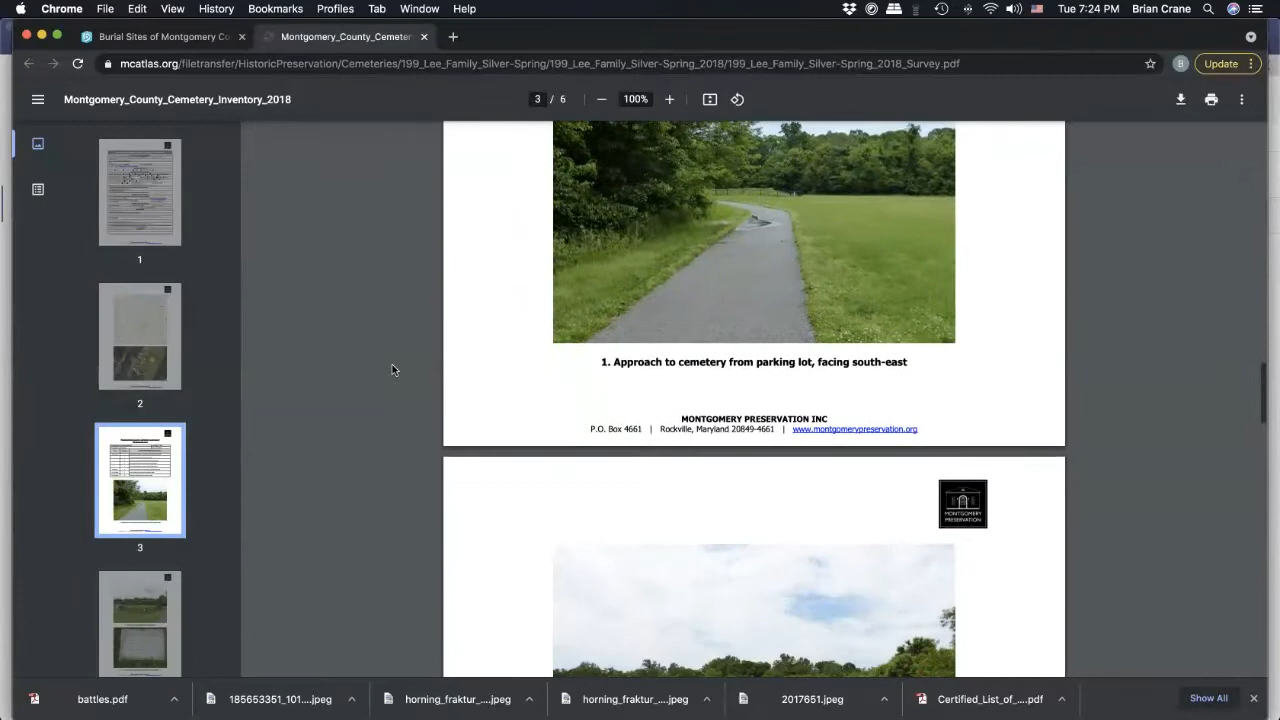 Chrome File Edit View History Bookmarks Profiles Tab Window Help Tue 7:24 PM Brian Crane
Burial Sites of Montgomery Co Montgomery_County_Cemeter
mcatlas.org/filetransfer/HistoricPreservation/Cemeteries/199_Lee_Family_Silver-Spring/199_Lee_Family_Silver-Spring_2018/199_Lee_Family_Silver-Spring_2018_Survey.pdf B Update
Montgomery_County_Cemetery_Inventory_2018 3 / 6 100%
1
2
3
1. Approach to cemetery from parking lot, facing south-east
MONTGOMERY PRESERVATION INC
P.O. Box 4661 | Rockville, Maryland 20849-4661 | www.montgomerypreservation.org
MONTGOMERY
PRESERVATION
battles.pdf 185653351_101....jpeg horning_fraktur_....jpeg horning_fraktur_....jpeg 2017651.jpeg Certified_List_of_....pdf Show All